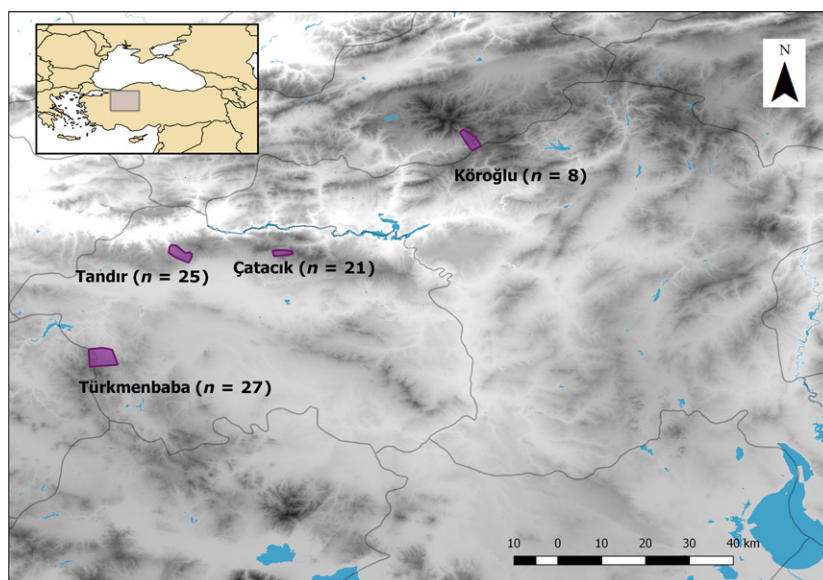 N
Köroğlu (n = 8)
Çatacık (n = 21)
Tandır (n = 25)
Türkmenbaba (n = 27)
10 0 10 20 30 40 km